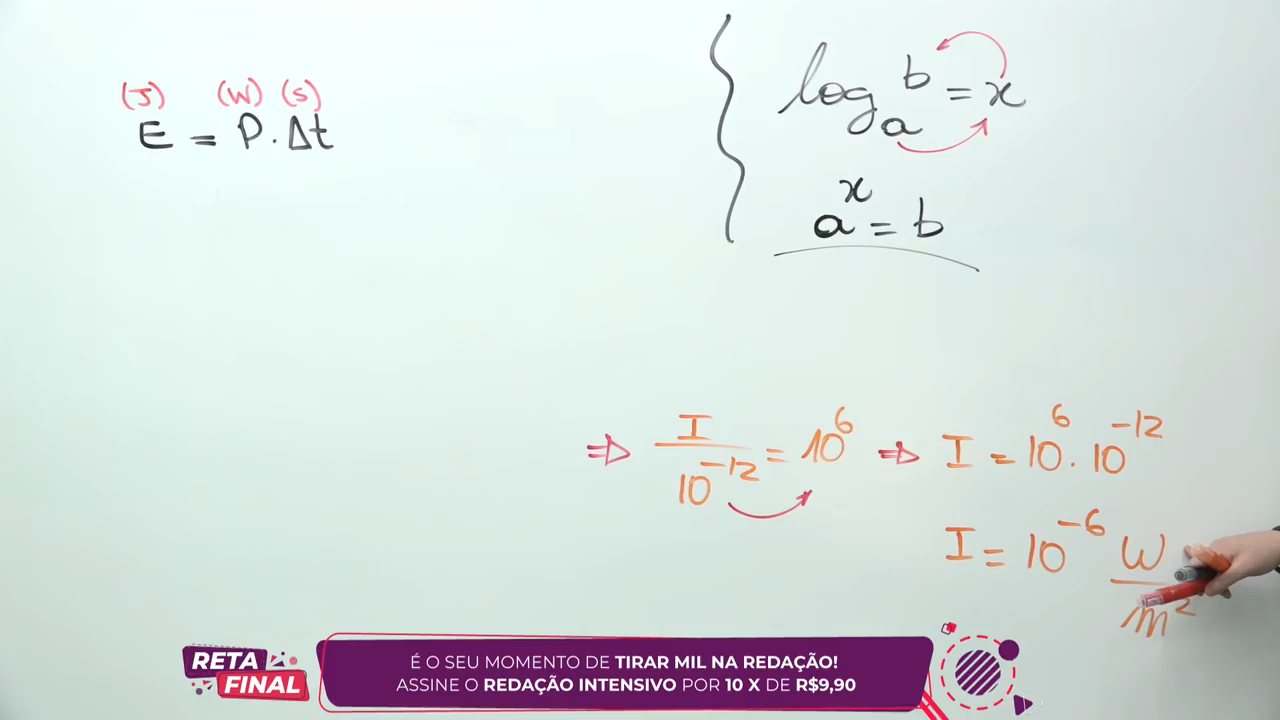 (J) (W) (s)
E = P . Δt
log_a b = x
a^x = b
⇒ I / 10^-12 = 10^6 ⇒ I = 10^6 . 10^-12
I = 10^-6 W / m^2
RETA FINAL
É O SEU MOMENTO DE TIRAR MIL NA REDAÇÃO!
ASSINE O REDAÇÃO INTENSIVO POR 10 X DE R$9,90